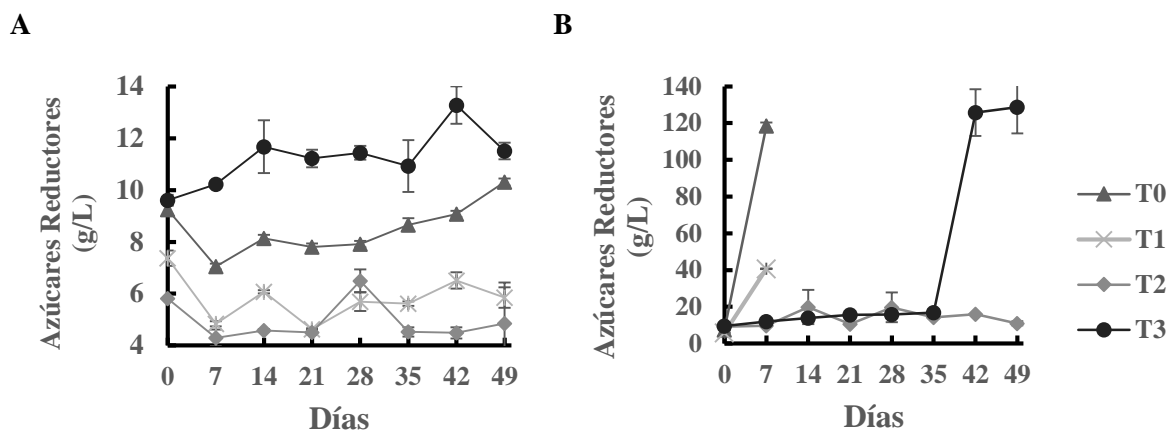 A
B
Azúcares Reductores
(g/L)
14
12
10
8
6
4
0 7 14 21 28 35 42 49
Días
Azúcares Reductores
(g/L)
140
120
100
80
60
40
20
0
0 7 14 21 28 35 42 49
Días
T0
T1
T2
T3